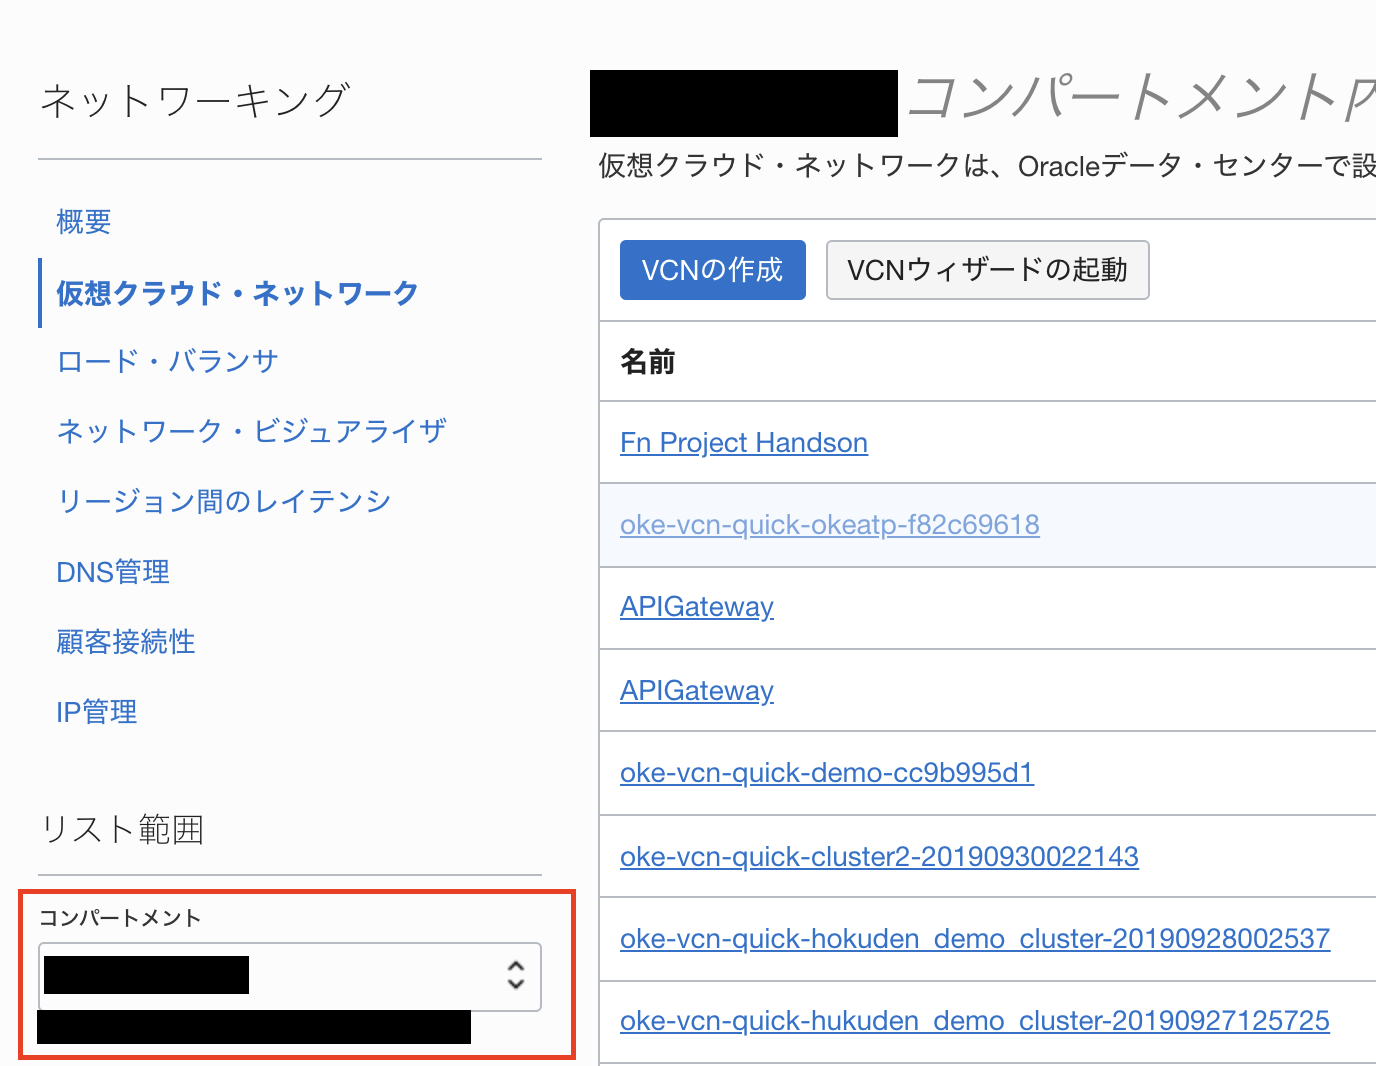 ネットワーキング
概要
仮想クラウド・ネットワーク
ロード・バランサ
ネットワーク・ビジュアライザ
リージョン間のレイテンシ
DNS管理
顧客接続性
IP管理
リスト範囲
コンパートメント
コンパートメント内
仮想クラウド・ネットワークは、Oracleデータ・センターで設
VCNの作成
VCNウィザードの起動
名前
Fn Project Handson
oke-vcn-quick-okeatp-f82c69618
APIGateway
APIGateway
oke-vcn-quick-demo-cc9b995d1
oke-vcn-quick-cluster2-20190930022143
oke-vcn-quick-hokuden_demo_cluster-20190928002537
oke-vcn-quick-hukuden_demo_cluster-20190927125725